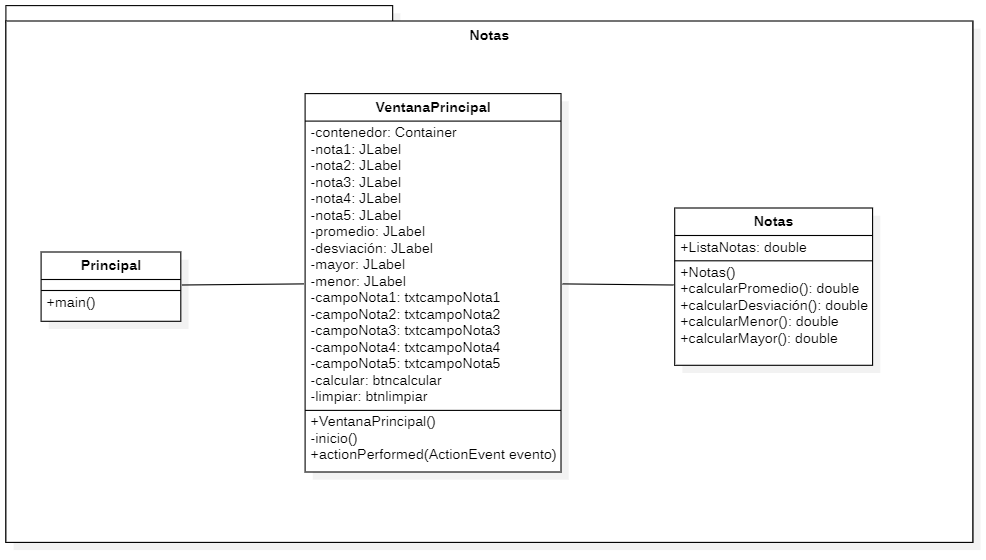 Notas
VentanaPrincipal
-contenedor: Container
-nota1: JLabel
-nota2: JLabel
-nota3: JLabel
-nota4: JLabel
-nota5: JLabel
-promedio: JLabel
-desviación: JLabel
-mayor: JLabel
-menor: JLabel
-campoNota1: txtcampoNota1
-campoNota2: txtcampoNota2
-campoNota3: txtcampoNota3
-campoNota4: txtcampoNota4
-campoNota5: txtcampoNota5
-calcular: btncalcular
-limpiar: btnlimpiar
+VentanaPrincipal()
-inicio()
+actionPerformed(ActionEvent evento)
Principal
+main()
Notas
+ListaNotas: double
+Notas()
+calcularPromedio(): double
+calcularDesviación(): double
+calcularMenor(): double
+calcularMayor(): double